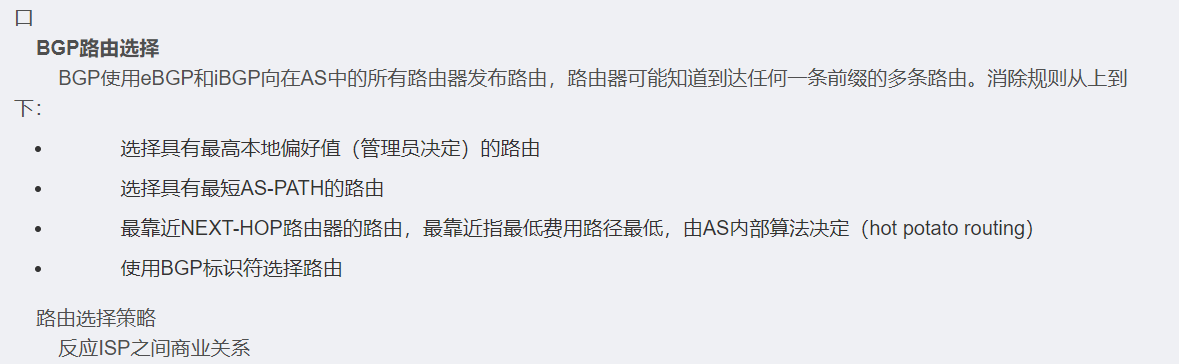 口
BGP路由选择
BGP使用eBGP和iBGP向在AS中的所有路由器发布路由，路由器可能知道到达任何一条前缀的多条路由。消除规则从上到
下：
• 选择具有最高本地偏好值（管理员决定）的路由
• 选择具有最短AS-PATH的路由
• 最靠近NEXT-HOP路由器的路由，最靠近指最低费用路径最低，由AS内部算法决定（hot potato routing）
• 使用BGP标识符选择路由
路由选择策略
反应ISP之间商业关系